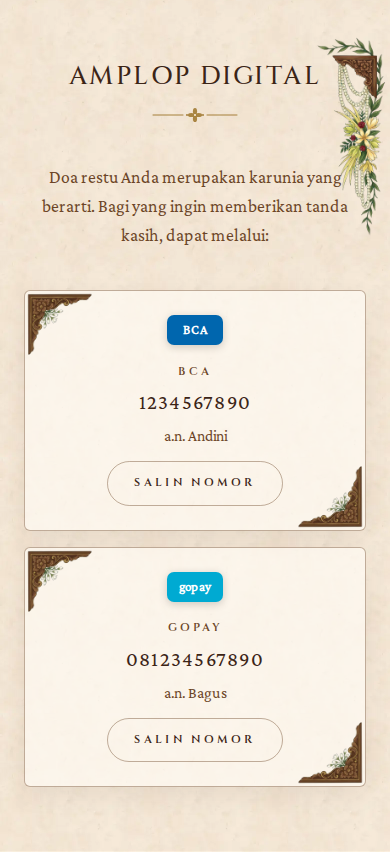 AMPLOP DIGITAL
Doa restu Anda merupakan karunia yang
berarti. Bagi yang ingin memberikan tanda
kasih, dapat melalui:
BCA
BCA
1234567890
a.n. Andini
SALIN NOMOR
gopay
GOPAY
081234567890
a.n. Bagus
SALIN NOMOR